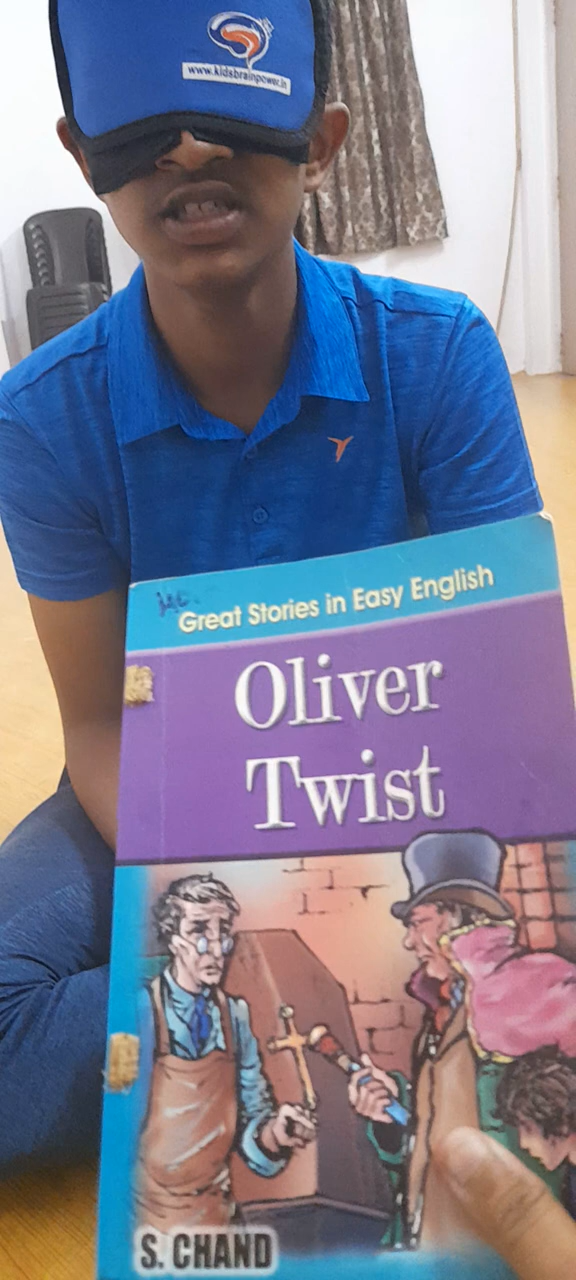 www.kidsbrainpower.in
Great Stories in Easy English
Oliver
Twist
S. CHAND